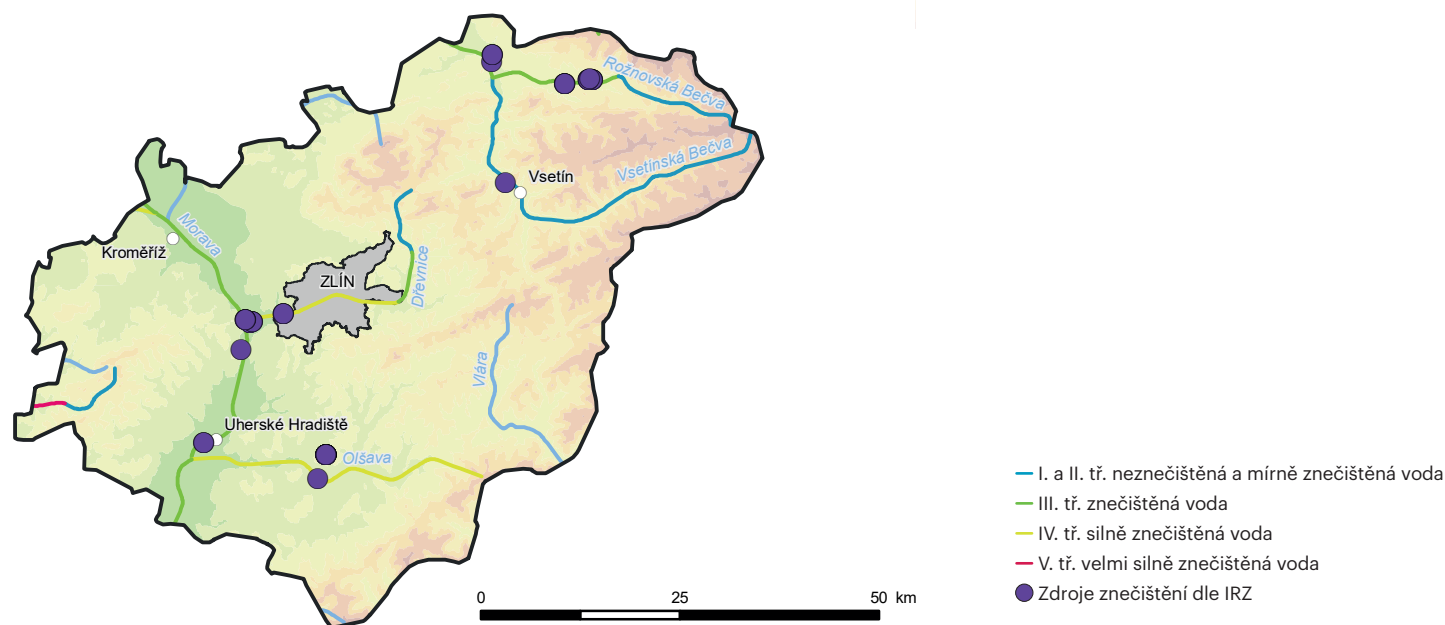 Rožnovská Bečva
Vsetínská Bečva
Vsetín
Morava
Kroměříž
ZLÍN
Dřevnice
Vlára
Uherské Hradiště
Olšava
I. a II. tř. neznečištěná a mírně znečištěná voda
III. tř. znečištěná voda
IV. tř. silně znečištěná voda
V. tř. velmi silně znečištěná voda
Zdroje znečištění dle IRZ
0 25 50 km